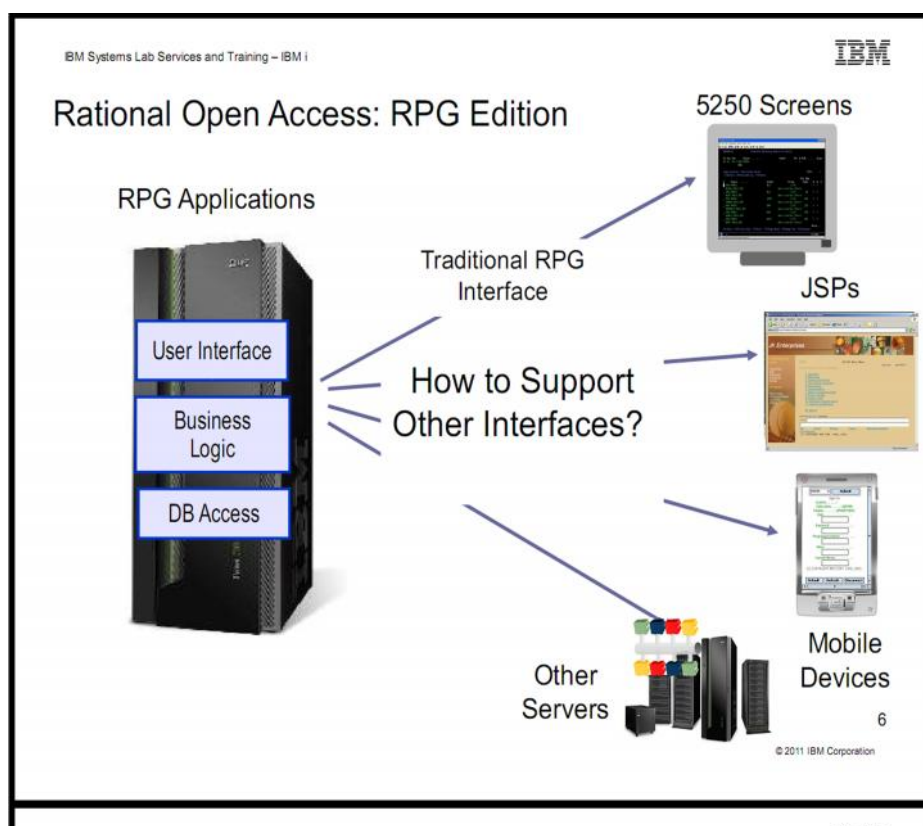 IBM Systems Lab Services and Training – IBM i
IBM
Rational Open Access: RPG Edition
5250 Screens
RPG Applications
Traditional RPG
Interface
JSPs
User Interface
How to Support
Other Interfaces?
Business
Logic
DB Access
Mobile
Devices
Other
Servers
6
© 2011 IBM Corporation